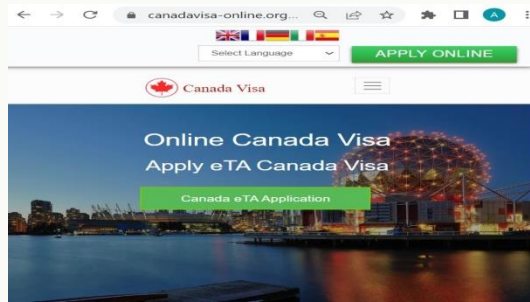 canadavisa-online.org...
A
Select Language
APPLY ONLINE
Canada Visa
Online Canada Visa
Apply eTA Canada Visa
Canada eTA Application